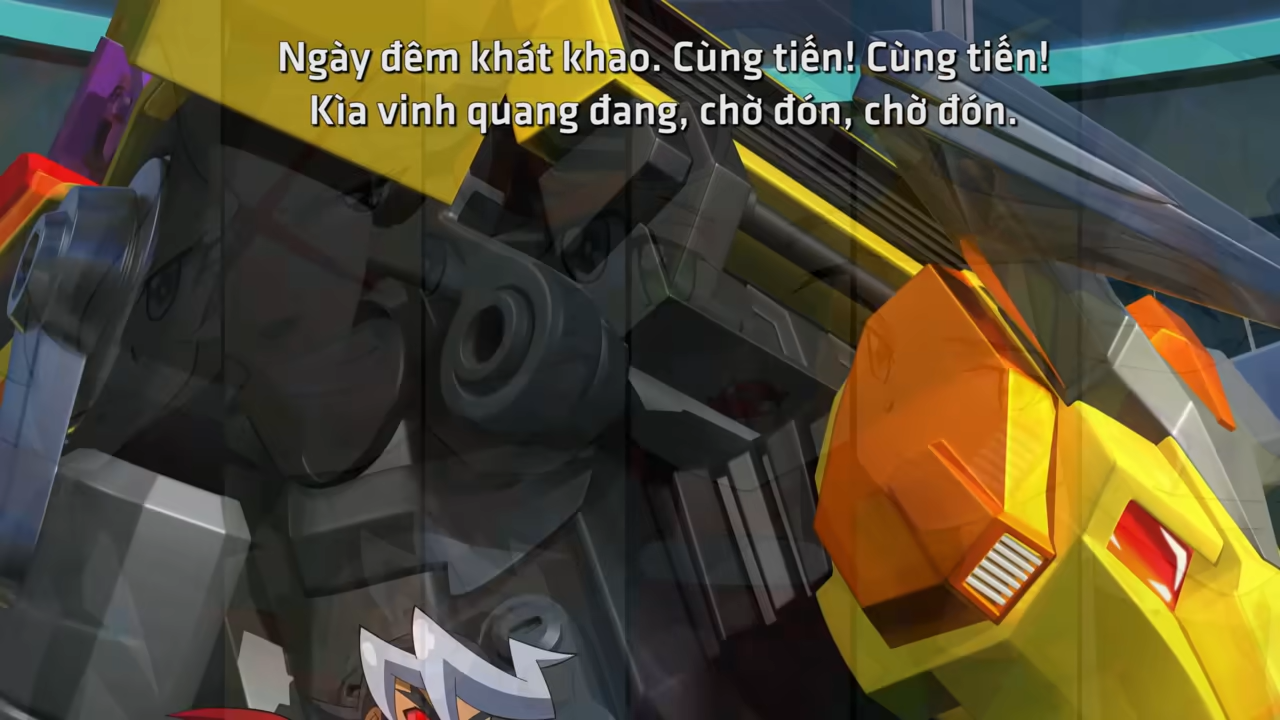 Ngày đêm khát khao. Cùng tiến! Cùng tiến!
Kìa vinh quang đang, chờ đón, chờ đón.